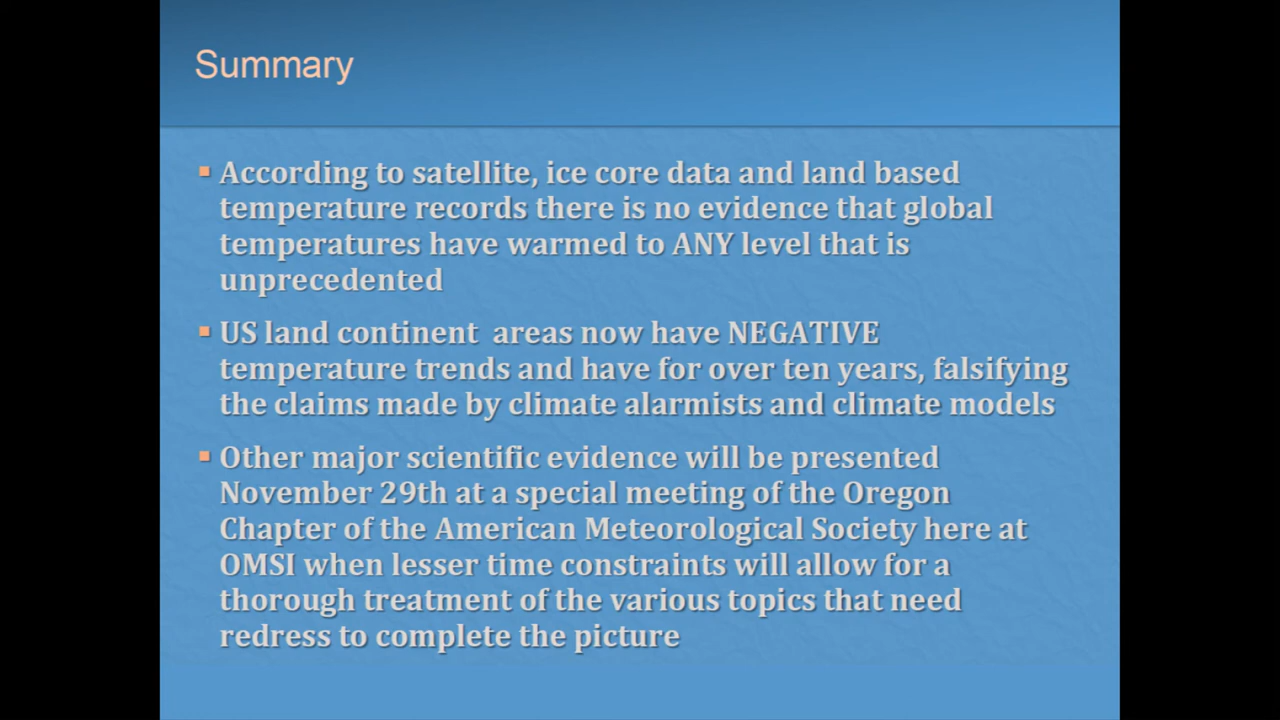 Summary
According to satellite, ice core data and land based
temperature records there is no evidence that global
temperatures have warmed to ANY level that is
unprecedented
US land continent  areas now have NEGATIVE
temperature trends and have for over ten years, falsifying
the claims made by climate alarmists and climate models
Other major scientific evidence will be presented
November 29th at a special meeting of the Oregon
Chapter of the American Meteorological Society here at
OMSI when lesser time constraints will allow for a
thorough treatment of the various topics that need
redress to complete the picture